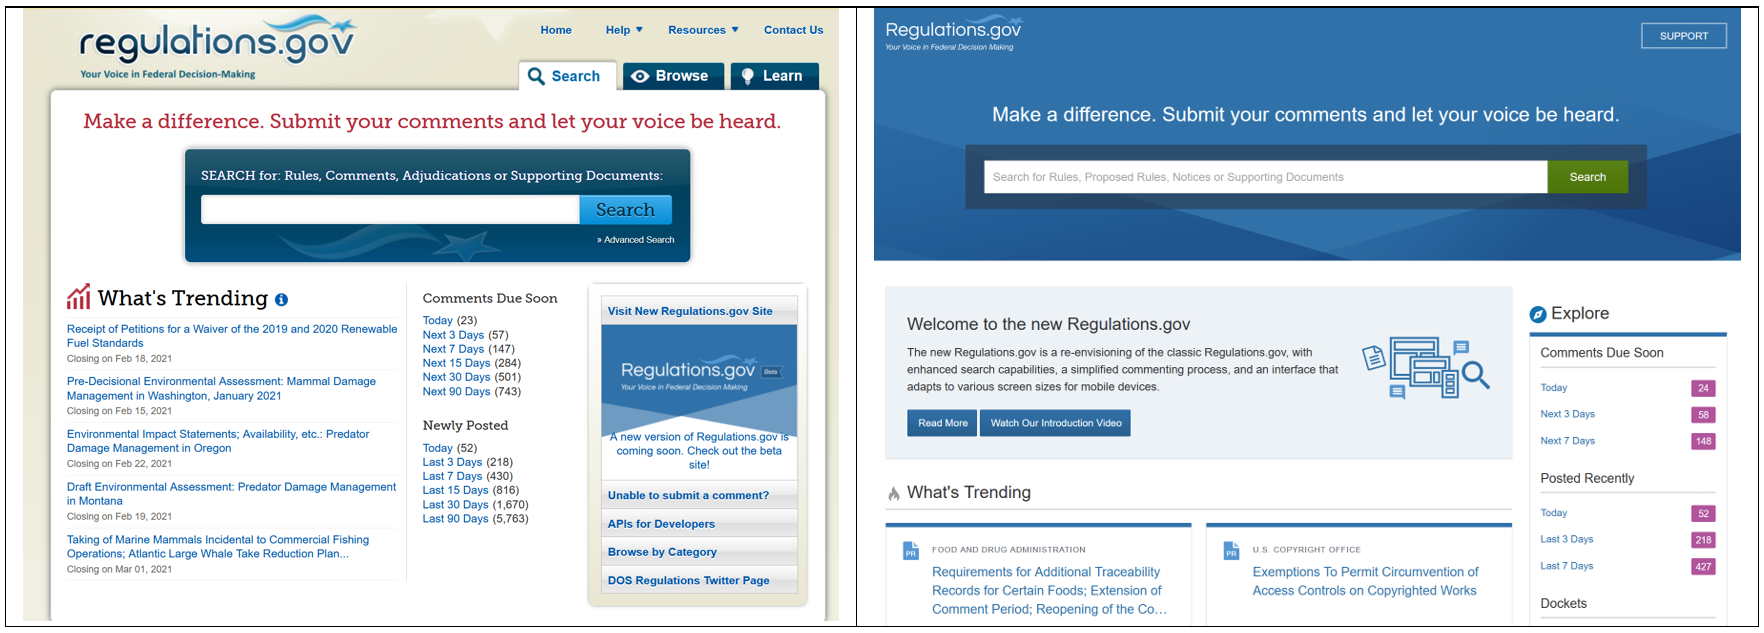 regulations.gov
Your Voice in Federal Decision-Making
Home
Help
Resources
Contact Us
Search
Browse
Learn
Make a difference. Submit your comments and let your voice be heard.
SEARCH for: Rules, Comments, Adjudications or Supporting Documents:
Search
» Advanced Search
What's Trending
Receipt of Petitions for a Waiver of the 2019 and 2020 Renewable
Fuel Standards
Closing on Feb 18, 2021
Pre-Decisional Environmental Assessment: Mammal Damage
Management in Washington, January 2021
Closing on Feb 15, 2021
Environmental Impact Statements; Availability, etc.: Predator
Damage Management in Oregon
Closing on Feb 22, 2021
Draft Environmental Assessment: Predator Damage Management
in Montana
Closing on Feb 19, 2021
Taking of Marine Mammals Incidental to Commercial Fishing
Operations; Atlantic Large Whale Take Reduction Plan...
Closing on Mar 01, 2021
Comments Due Soon
Today (23)
Next 3 Days (57)
Next 7 Days (147)
Next 15 Days (284)
Next 30 Days (501)
Next 90 Days (743)
Newly Posted
Today (52)
Last 3 Days (218)
Last 7 Days (430)
Last 15 Days (816)
Last 30 Days (1,670)
Last 90 Days (5,763)
Visit New Regulations.gov Site
Regulations.gov Beta
Your Voice in Federal Decision Making
A new version of Regulations.gov is
coming soon. Check out the beta
site!
Unable to submit a comment?
APIs for Developers
Browse by Category
DOS Regulations Twitter Page
Regulations.gov
Your Voice in Federal Decision Making
SUPPORT
Make a difference. Submit your comments and let your voice be heard.
Search for Rules, Proposed Rules, Notices or Supporting Documents
Search
Welcome to the new Regulations.gov
The new Regulations.gov is a re-envisioning of the classic Regulations.gov, with
enhanced search capabilities, a simplified commenting process, and an interface that
adapts to various screen sizes for mobile devices.
Read More
Watch Our Introduction Video
What's Trending
PR
FOOD AND DRUG ADMINISTRATION
Requirements for Additional Traceability
Records for Certain Foods; Extension of
Comment Period; Reopening of the Co…
PR
U.S. COPYRIGHT OFFICE
Exemptions To Permit Circumvention of
Access Controls on Copyrighted Works
Explore
Comments Due Soon
Today 24
Next 3 Days 58
Next 7 Days 148
Posted Recently
Today 52
Last 3 Days 218
Last 7 Days 427
Dockets